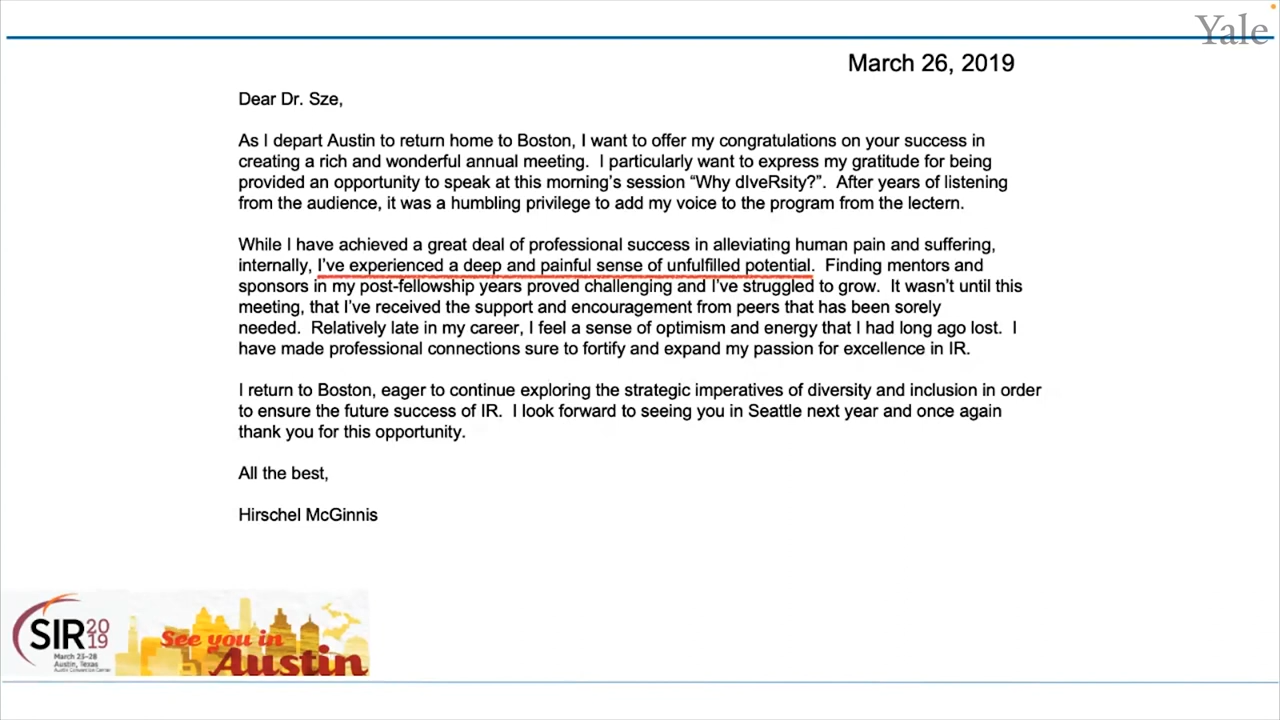 Yale
March 26, 2019
Dear Dr. Sze,
As I depart Austin to return home to Boston, I want to offer my congratulations on your success in
creating a rich and wonderful annual meeting.  I particularly want to express my gratitude for being
provided an opportunity to speak at this morning's session “Why dIveRsity?”.  After years of listening
from the audience, it was a humbling privilege to add my voice to the program from the lectern.
While I have achieved a great deal of professional success in alleviating human pain and suffering,
internally, I've experienced a deep and painful sense of unfulfilled potential.  Finding mentors and
sponsors in my post-fellowship years proved challenging and I've struggled to grow.  It wasn't until this
meeting, that I've received the support and encouragement from peers that has been sorely
needed.  Relatively late in my career, I feel a sense of optimism and energy that I had long ago lost.  I
have made professional connections sure to fortify and expand my passion for excellence in IR.
I return to Boston, eager to continue exploring the strategic imperatives of diversity and inclusion in order
to ensure the future success of IR.  I look forward to seeing you in Seattle next year and once again
thank you for this opportunity.
All the best,
Hirschel McGinnis
SIR 2019
March 23-28
Austin, Texas
Austin Convention Center
See you in
Austin